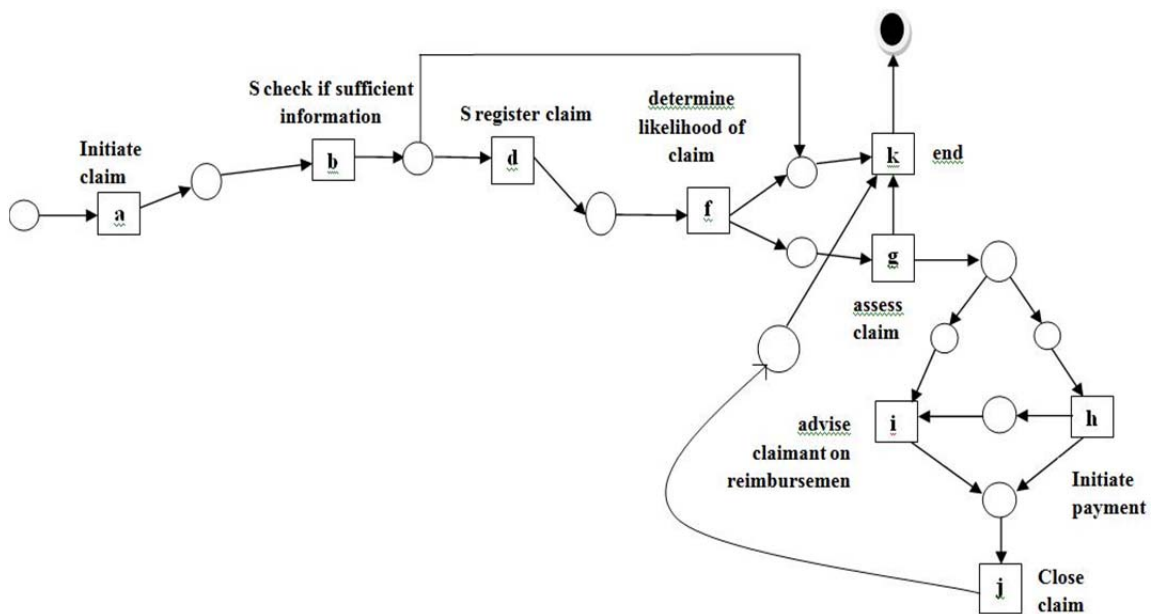 S check if sufficient
information
S register claim
determine
likelihood of
claim
Initiate
claim
a
b
d
f
k
end
g
assess
claim
i
h
advise
claimant on
reimbursemen
Initiate
payment
j
Close
claim